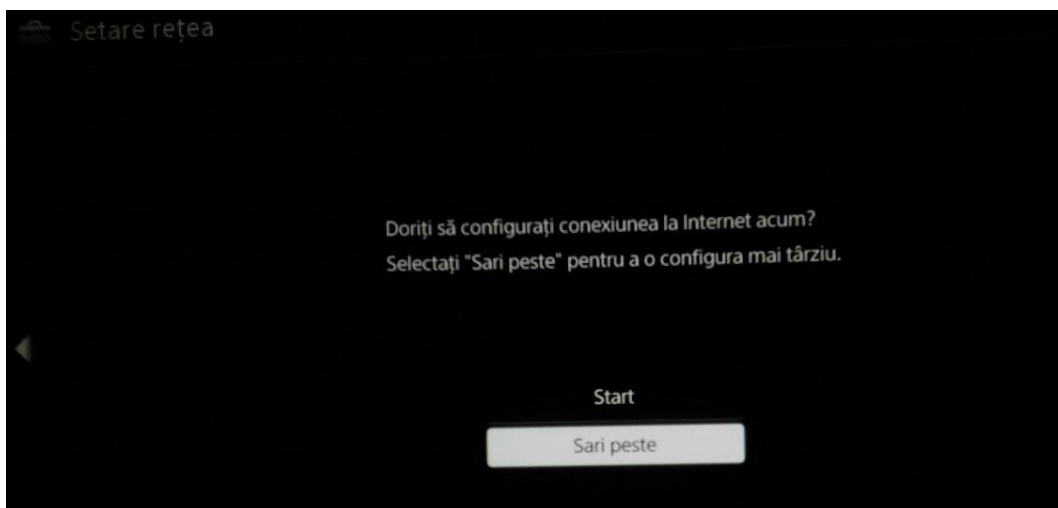 Setare rețea
Doriți să configurați conexiunea la Internet acum?
Selectați "Sari peste" pentru a o configura mai târziu.
Start
Sari peste